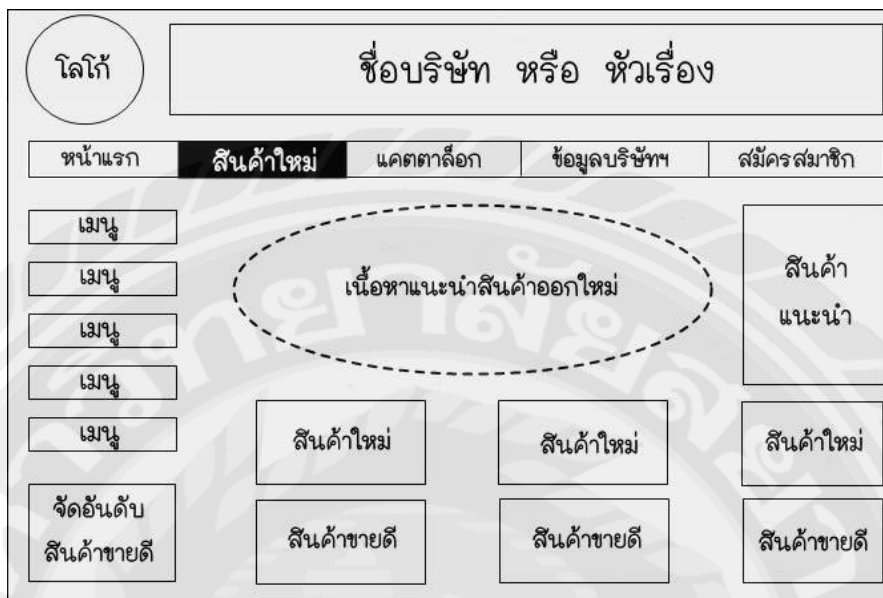 โลโก้
ชื่อบริษัท หรือ หัวเรื่อง
หน้าแรก
สินค้าใหม่
แคตตาล็อก
ข้อมูลบริษัทฯ
สมัครสมาชิก
เมนู
เมนู
เมนู
เมนู
เมนู
เนื้อหาแนะนำสินค้าออกใหม่
สินค้า
แนะนำ
สินค้าใหม่
สินค้าใหม่
สินค้าใหม่
จัดอันดับ
สินค้าขายดี
สินค้าขายดี
สินค้าขายดี
สินค้าขายดี